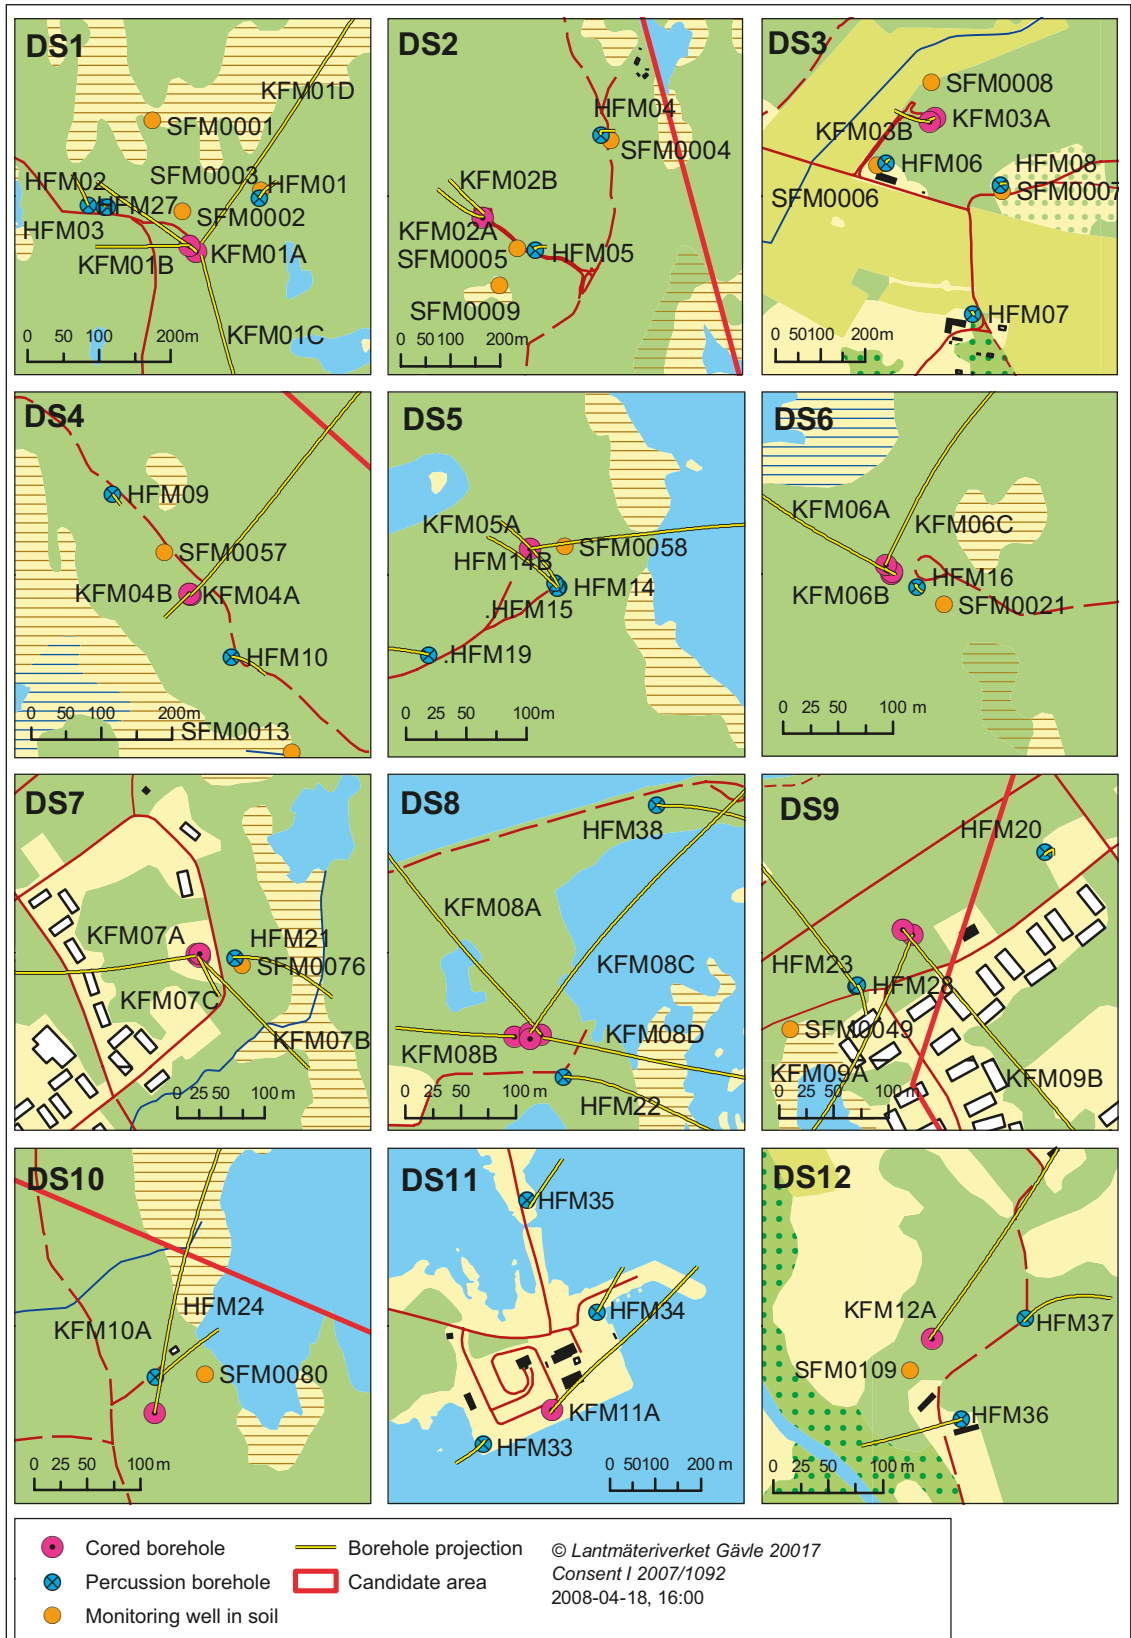 DS1
KFM01D
SFM0001
SFM0003
HFM02
HFM01
HFM27
SFM0002
HFM03
KFM01B
KFM01A
KFM01C
0 50 100 200m
DS2
HFM04
SFM0004
KFM02B
KFM02A
SFM0005
HFM05
SFM0009
0 50 100 200m
DS3
SFM0008
KFM03A
KFM03B
HFM06
HFM08
SFM0006
SFM0007
HFM07
0 50100 200m
DS4
HFM09
SFM0057
KFM04B
KFM04A
HFM10
0 50 100 200m
SFM0013
DS5
KFM05A
SFM0058
HFM14B
HFM14
.HFM15
.HFM19
0 25 50 100m
DS6
KFM06A
KFM06C
HFM16
KFM06B
SFM0021
0 25 50 100 m
DS7
KFM07A
HFM21
SFM0076
KFM07C
KFM07B
0 25 50 100 m
DS8
HFM38
KFM08A
KFM08C
KFM08D
KFM08B
0 25 50 100 m
HFM22
DS9
HFM20
HFM23
HFM28
SFM0049
KFM09A
KFM09B
0 25 50 100 m
DS10
HFM24
KFM10A
SFM0080
0 25 50 100 m
DS11
HFM35
HFM34
KFM11A
HFM33
0 50100 200 m
DS12
KFM12A
HFM37
SFM0109
HFM36
0 25 50 100 m
Cored borehole
Percussion borehole
Monitoring well in soil
Borehole projection
Candidate area
© Lantmäteriverket Gävle 20017
Consent I 2007/1092
2008-04-18, 16:00